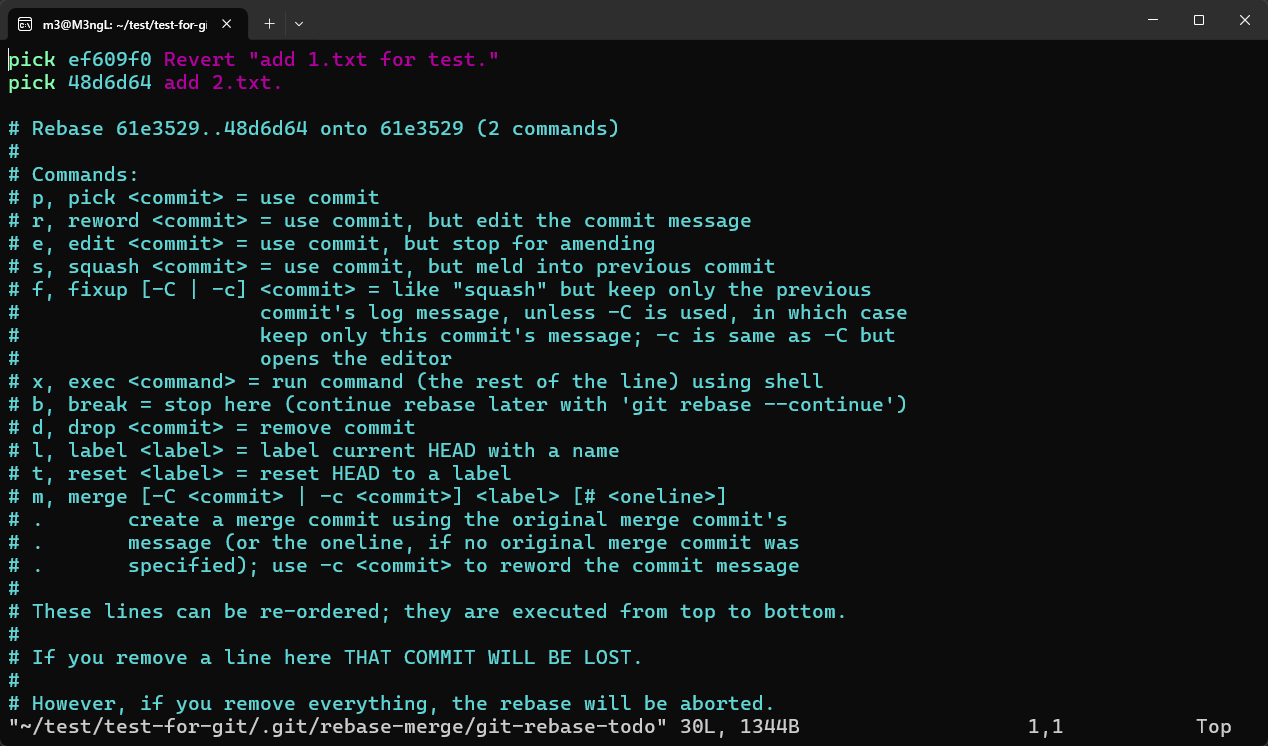 m3@M3ngL: ~/test/test-for-gi
pick ef609f0 Revert "add 1.txt for test."
pick 48d6d64 add 2.txt.
# Rebase 61e3529..48d6d64 onto 61e3529 (2 commands)
#
# Commands:
# p, pick <commit> = use commit
# r, reword <commit> = use commit, but edit the commit message
# e, edit <commit> = use commit, but stop for amending
# s, squash <commit> = use commit, but meld into previous commit
# f, fixup [-C | -c] <commit> = like "squash" but keep only the previous
#                    commit's log message, unless -C is used, in which case
#                    keep only this commit's message; -c is same as -C but
#                    opens the editor
# x, exec <command> = run command (the rest of the line) using shell
# b, break = stop here (continue rebase later with 'git rebase --continue')
# d, drop <commit> = remove commit
# l, label <label> = label current HEAD with a name
# t, reset <label> = reset HEAD to a label
# m, merge [-C <commit> | -c <commit>] <label> [# <oneline>]
# .       create a merge commit using the original merge commit's
# .       message (or the oneline, if no original merge commit was
# .       specified); use -c <commit> to reword the commit message
#
# These lines can be re-ordered; they are executed from top to bottom.
#
# If you remove a line here THAT COMMIT WILL BE LOST.
#
# However, if you remove everything, the rebase will be aborted.
"~/test/test-for-git/.git/rebase-merge/git-rebase-todo" 30L, 1344B 1,1 Top